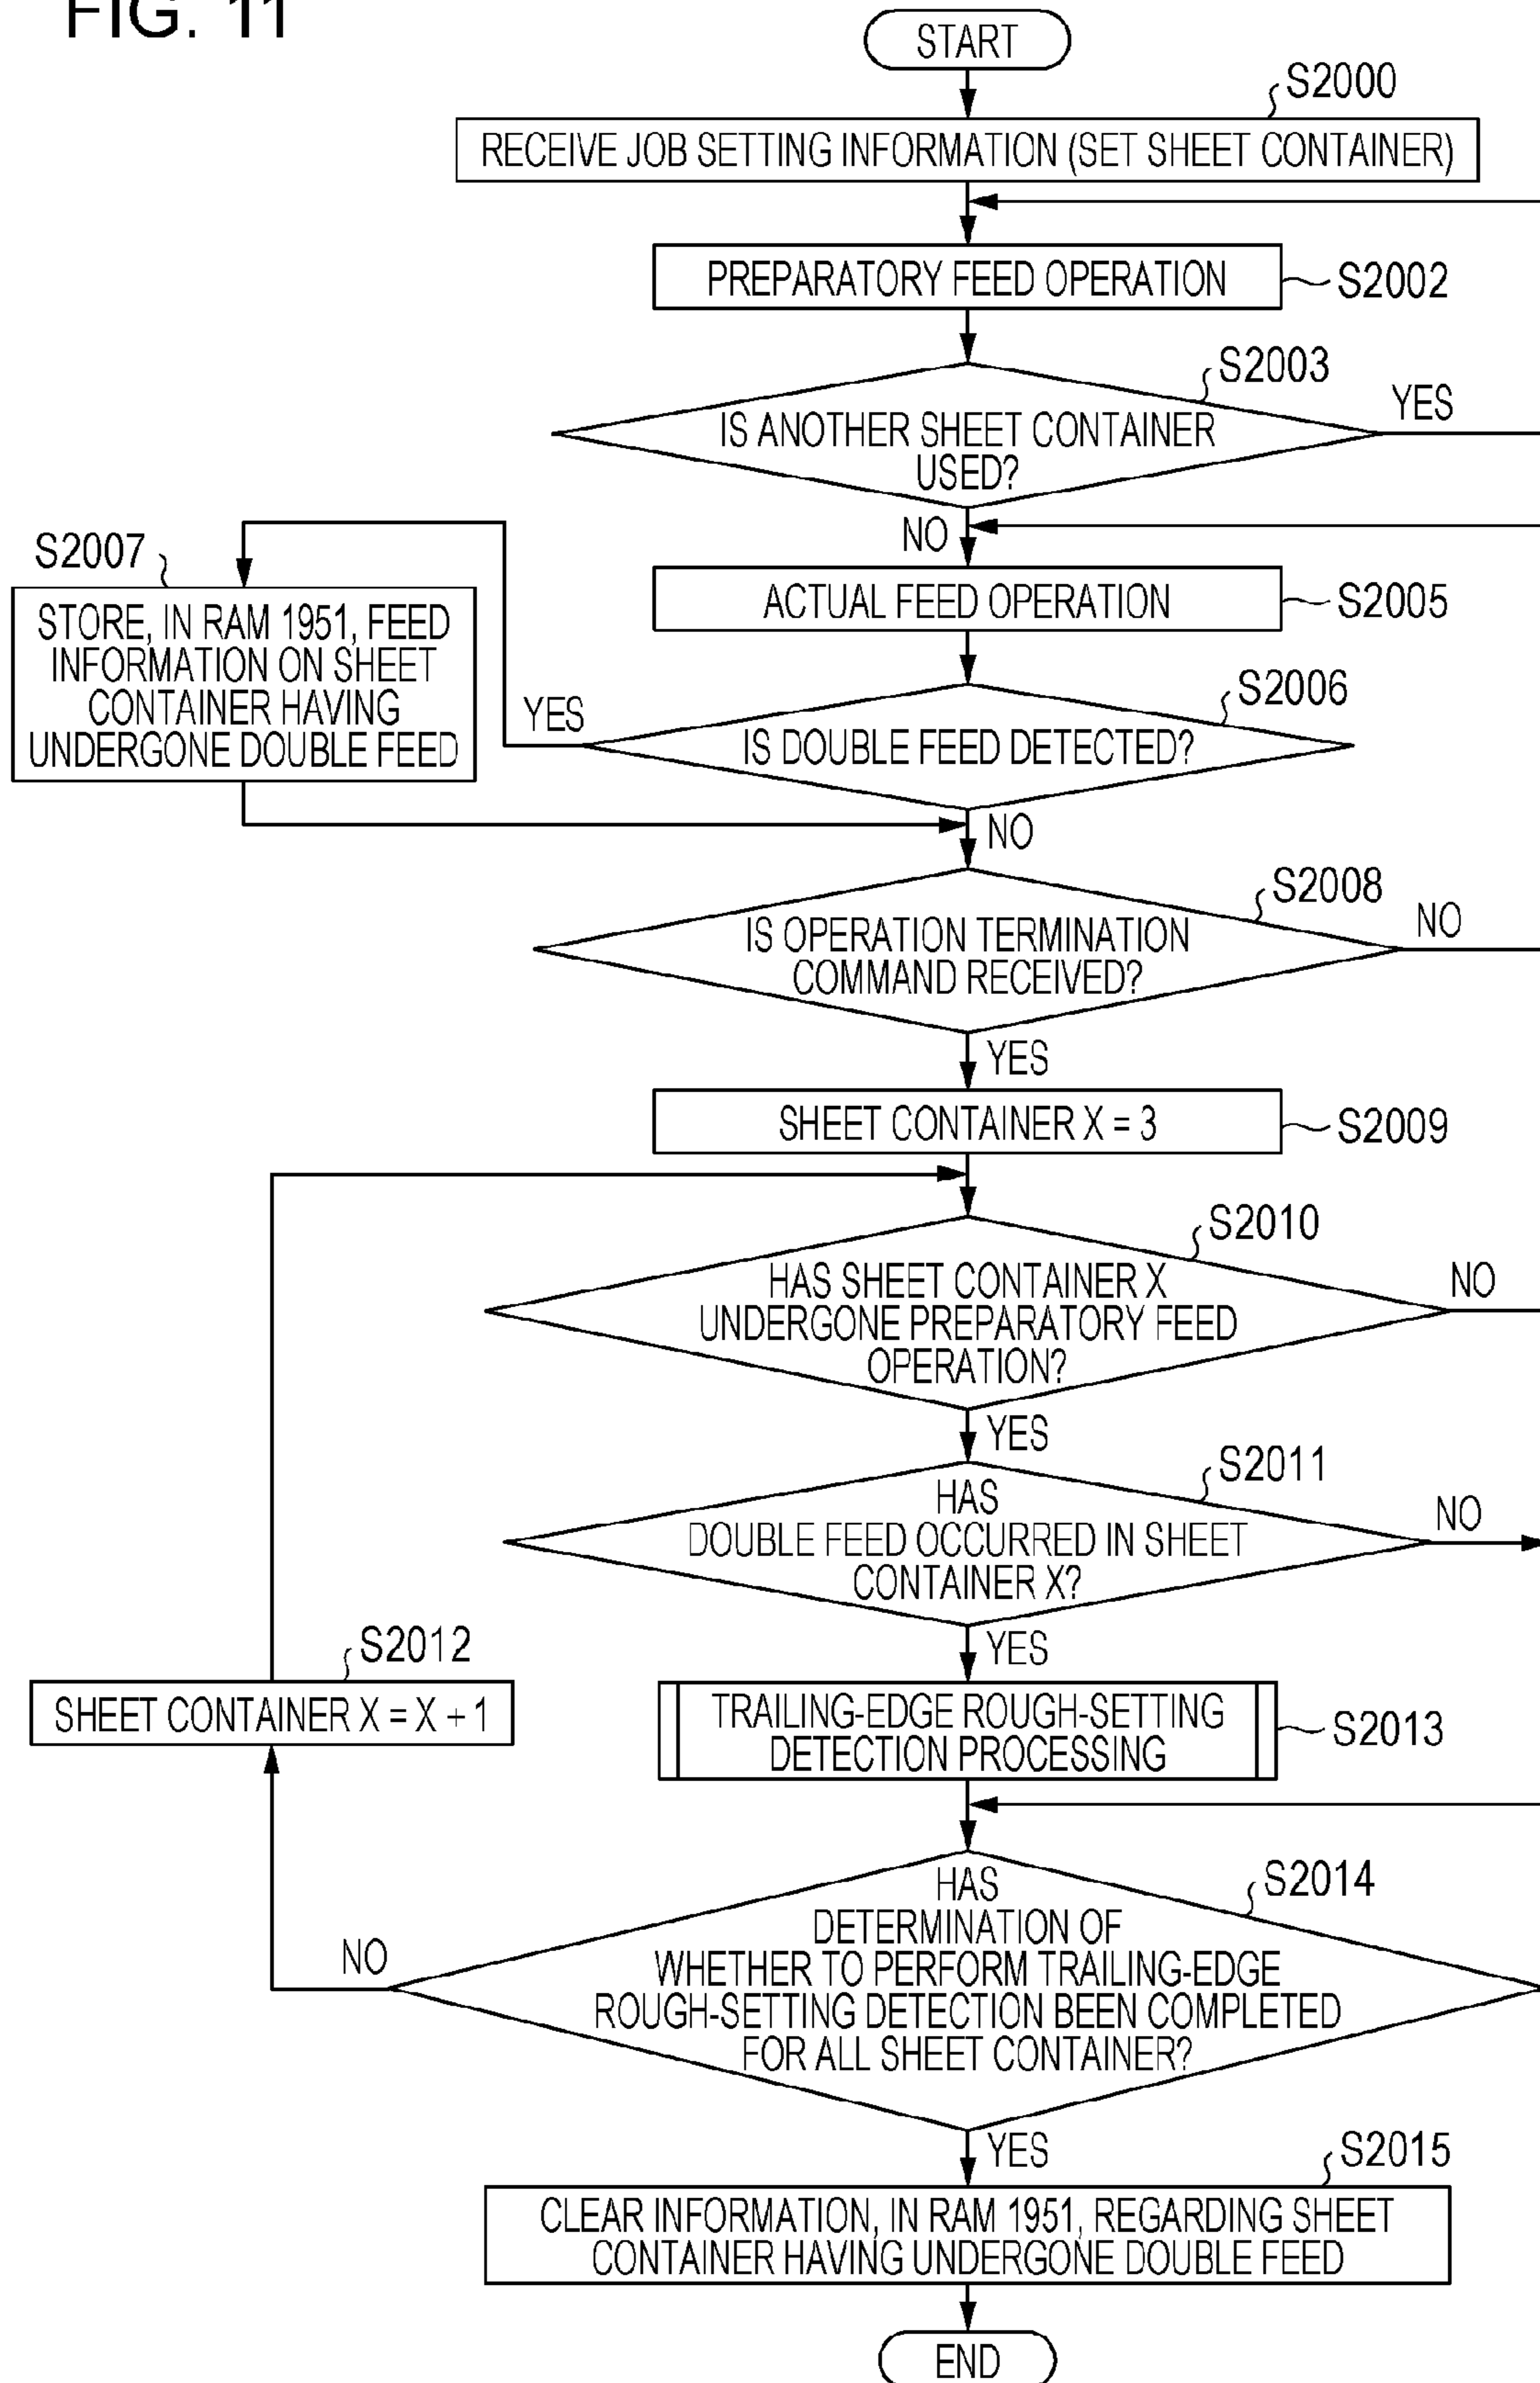 FIG. 11
START
S2000
RECEIVE JOB SETTING INFORMATION (SET SHEET CONTAINER)
PREPARATORY FEED OPERATION
S2002
S2003
YES
IS ANOTHER SHEET CONTAINER
USED?
NO
S2007
STORE, IN RAM 1951, FEED
INFORMATION ON SHEET
CONTAINER HAVING
UNDERGONE DOUBLE FEED
ACTUAL FEED OPERATION
S2005
S2006
YES
IS DOUBLE FEED DETECTED?
NO
S2008
NO
IS OPERATION TERMINATION
COMMAND RECEIVED?
YES
SHEET CONTAINER X = 3
S2009
S2010
HAS SHEET CONTAINER X
UNDERGONE PREPARATORY FEED
OPERATION?
NO
YES
S2011
HAS
DOUBLE FEED OCCURRED IN SHEET
CONTAINER X?
NO
YES
S2012
SHEET CONTAINER X = X + 1
TRAILING-EDGE ROUGH-SETTING
DETECTION PROCESSING
S2013
S2014
HAS
DETERMINATION OF
WHETHER TO PERFORM TRAILING-EDGE
ROUGH-SETTING DETECTION BEEN COMPLETED
FOR ALL SHEET CONTAINER?
NO
YES
S2015
CLEAR INFORMATION, IN RAM 1951, REGARDING SHEET
CONTAINER HAVING UNDERGONE DOUBLE FEED
END